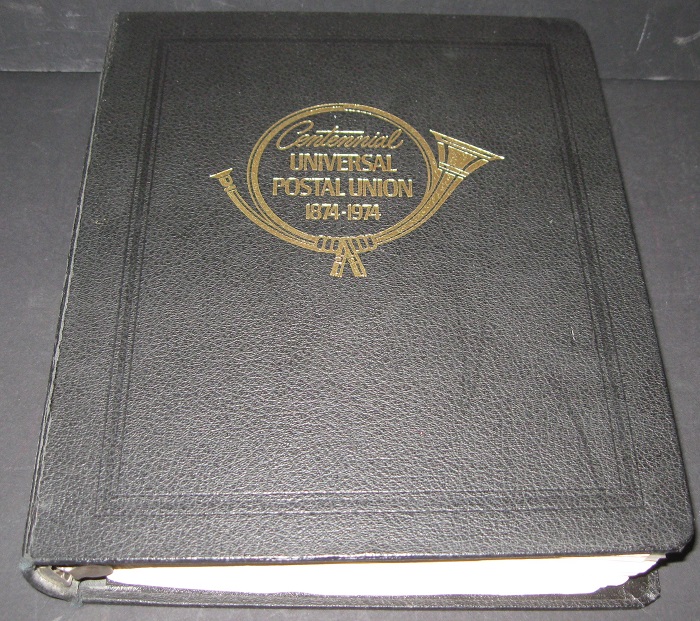 Centennial
UNIVERSAL
POSTAL UNION
1874-1974